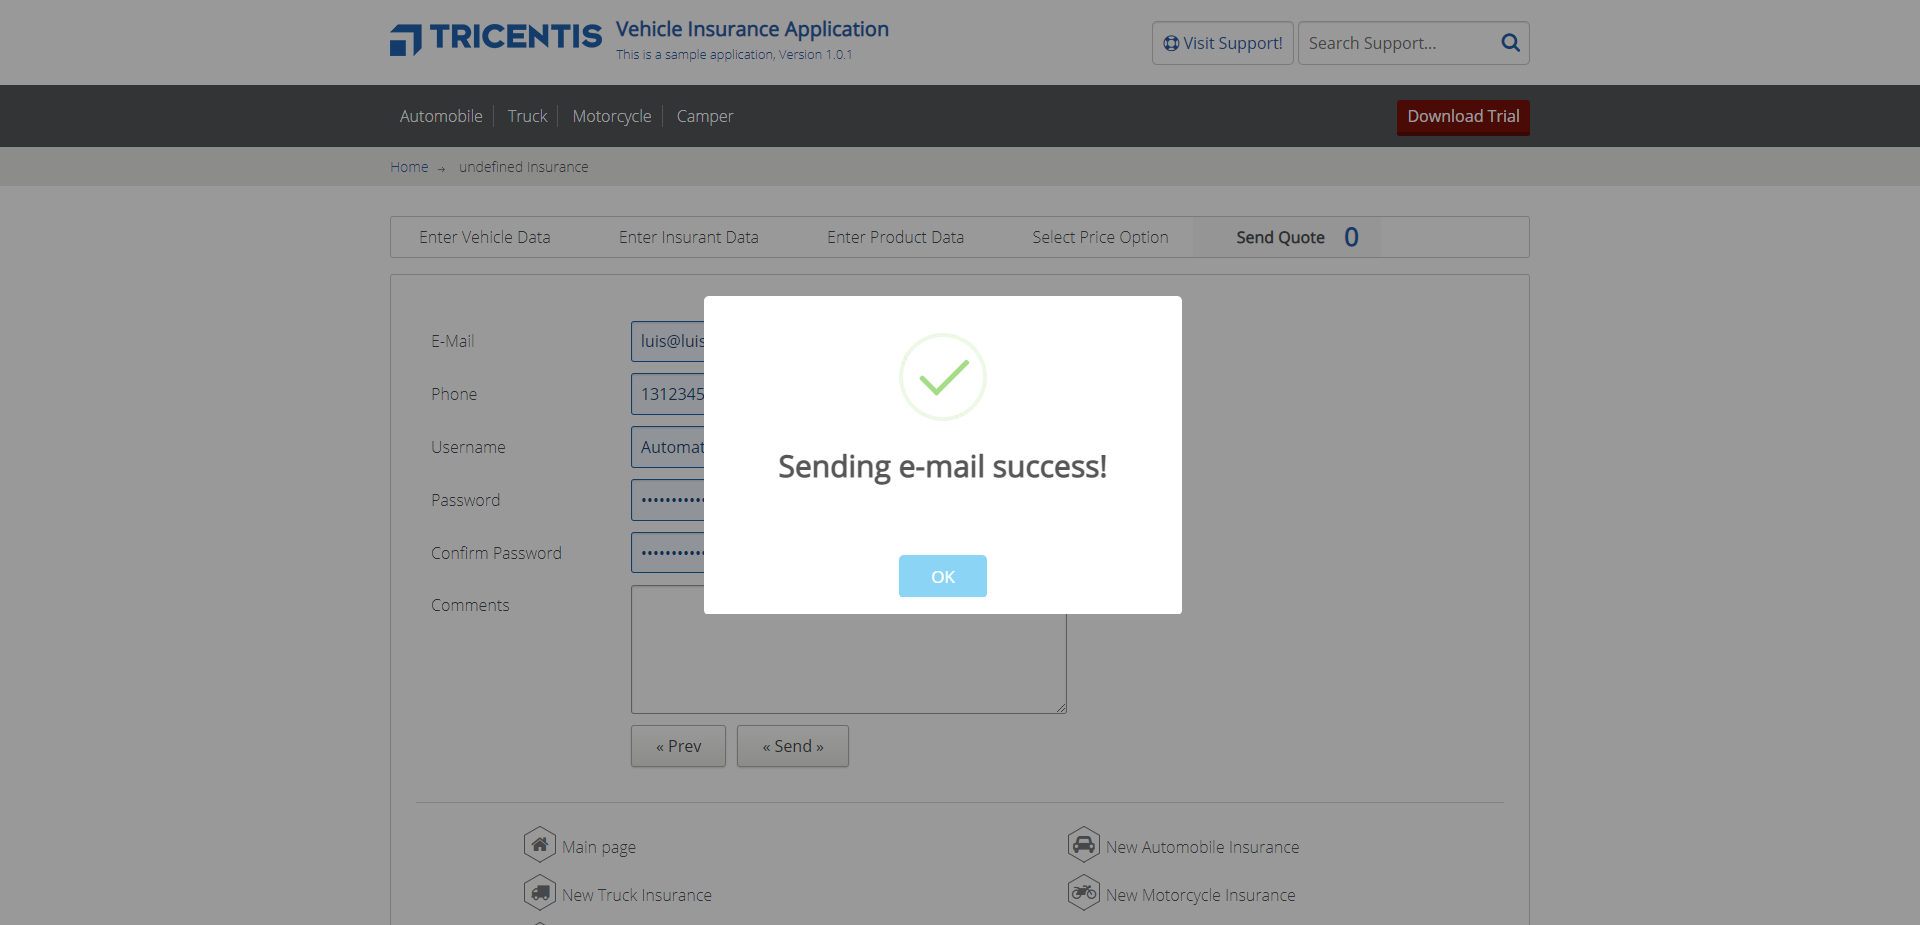 TRICENTIS
Vehicle Insurance Application
This is a sample application, Version 1.0.1
Visit Support!
Search Support...
Automobile
Truck
Motorcycle
Camper
Download Trial
Home → undefined Insurance
Enter Vehicle Data
Enter Insurant Data
Enter Product Data
Select Price Option
Send Quote 0
E-Mail
luis@luis
Phone
1312345
Username
Automat
Password
Confirm Password
Comments
Sending e-mail success!
OK
« Prev
« Send »
Main page
New Automobile Insurance
New Truck Insurance
New Motorcycle Insurance